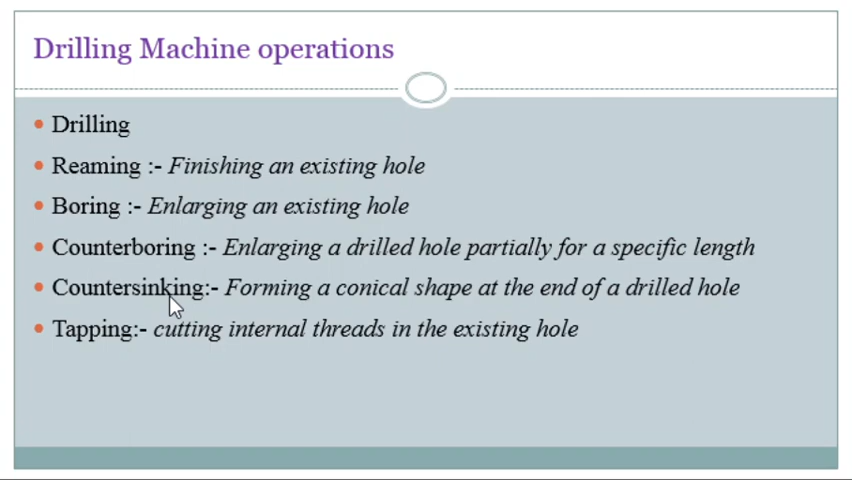 Drilling Machine operations
• Drilling
• Reaming :- Finishing an existing hole
• Boring :- Enlarging an existing hole
• Counterboring :- Enlarging a drilled hole partially for a specific length
• Countersinking:- Forming a conical shape at the end of a drilled hole
• Tapping:- cutting internal threads in the existing hole